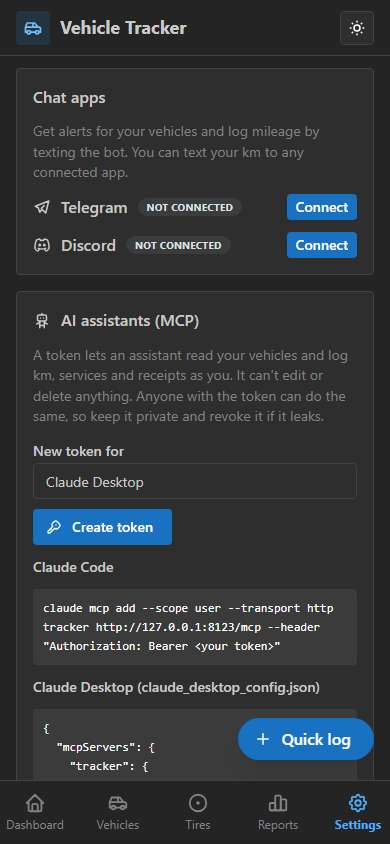 Vehicle Tracker
Chat apps
Get alerts for your vehicles and log mileage by
texting the bot. You can text your km to any
connected app.
Telegram NOT CONNECTED Connect
Discord NOT CONNECTED Connect
AI assistants (MCP)
A token lets an assistant read your vehicles and log
km, services and receipts as you. It can't edit or
delete anything. Anyone with the token can do the
same, so keep it private and revoke it if it leaks.
New token for
Claude Desktop
Create token
Claude Code
claude mcp add --scope user --transport http
tracker http://127.0.0.1:8123/mcp --header
"Authorization: Bearer <your token>"
Claude Desktop (claude_desktop_config.json)
{
"mcpServers": {
"tracker": {
+ Quick log
Dashboard Vehicles Tires Reports Settings